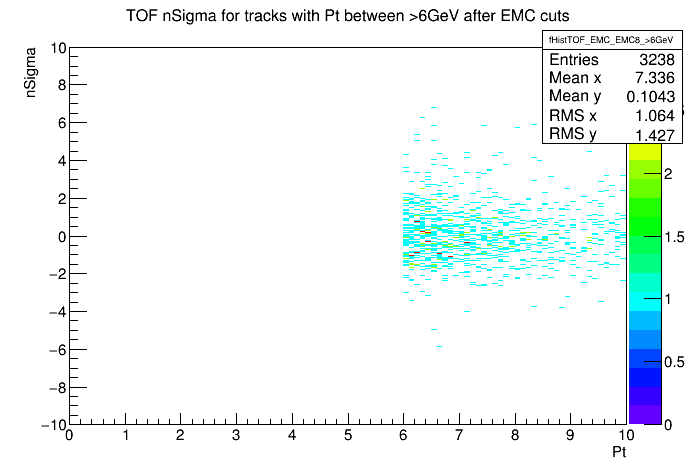 TOF nSigma for tracks with Pt between >6GeV after EMC cuts
fHistTOF_EMC_EMC8_>6GeV
Entries 3238
Mean x 7.336
Mean y 0.1043
RMS x 1.064
RMS y 1.427
nSigma
10
8
6
4
2
0
−2
−4
−6
−8
−10
2
1.5
1
0.5
0
0 1 2 3 4 5 6 7 8 9 10
Pt